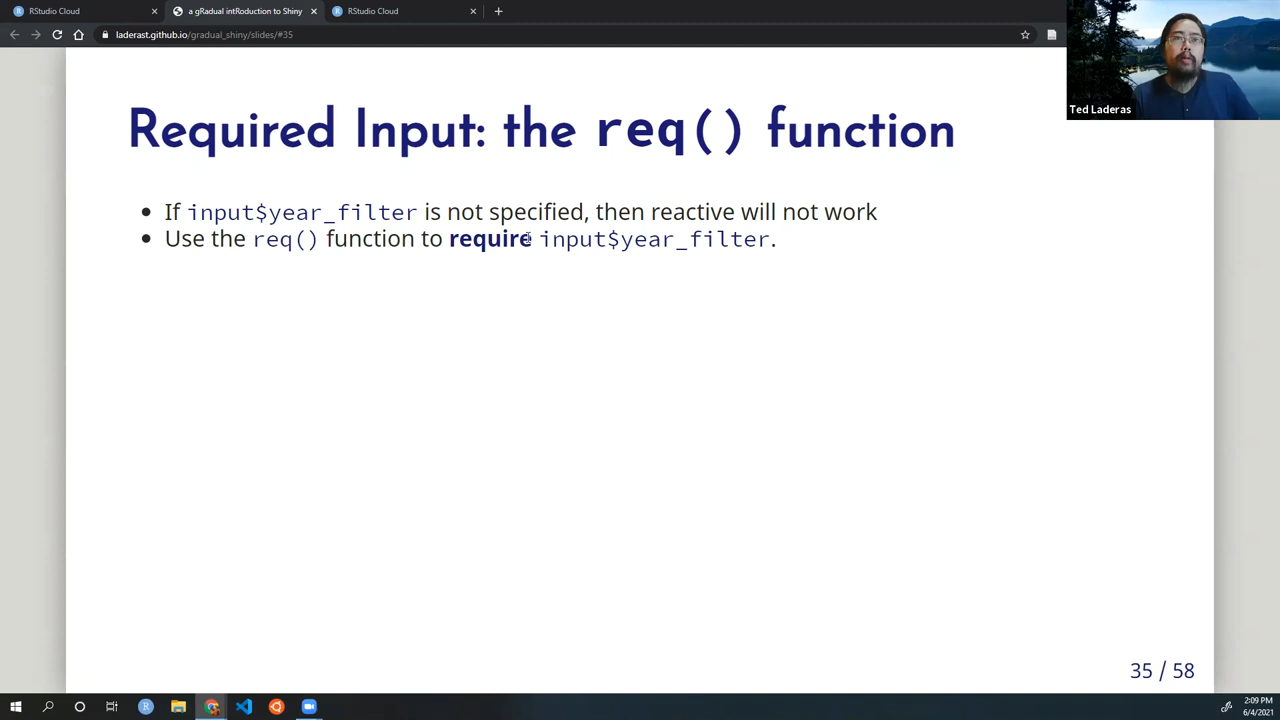 RStudio Cloud
a gRadual intRoduction to Shiny
RStudio Cloud
laderast.github.io/gradual_shiny/slides/#35
Ted Laderas
Required Input: the req() function
If input$year_filter is not specified, then reactive will not work
Use the req() function to require input$year_filter.
35 / 58
2:09 PM
6/4/2021